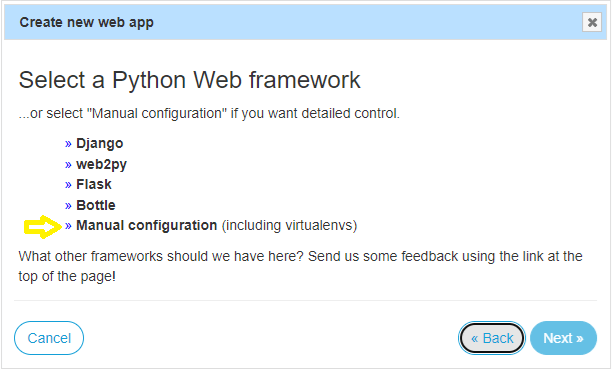 Create new web app
Select a Python Web framework
...or select "Manual configuration" if you want detailed control.
» Django
» web2py
» Flask
» Bottle
» Manual configuration (including virtualenvs)
What other frameworks should we have here? Send us some feedback using the link at the
top of the page!
Cancel
« Back
Next »